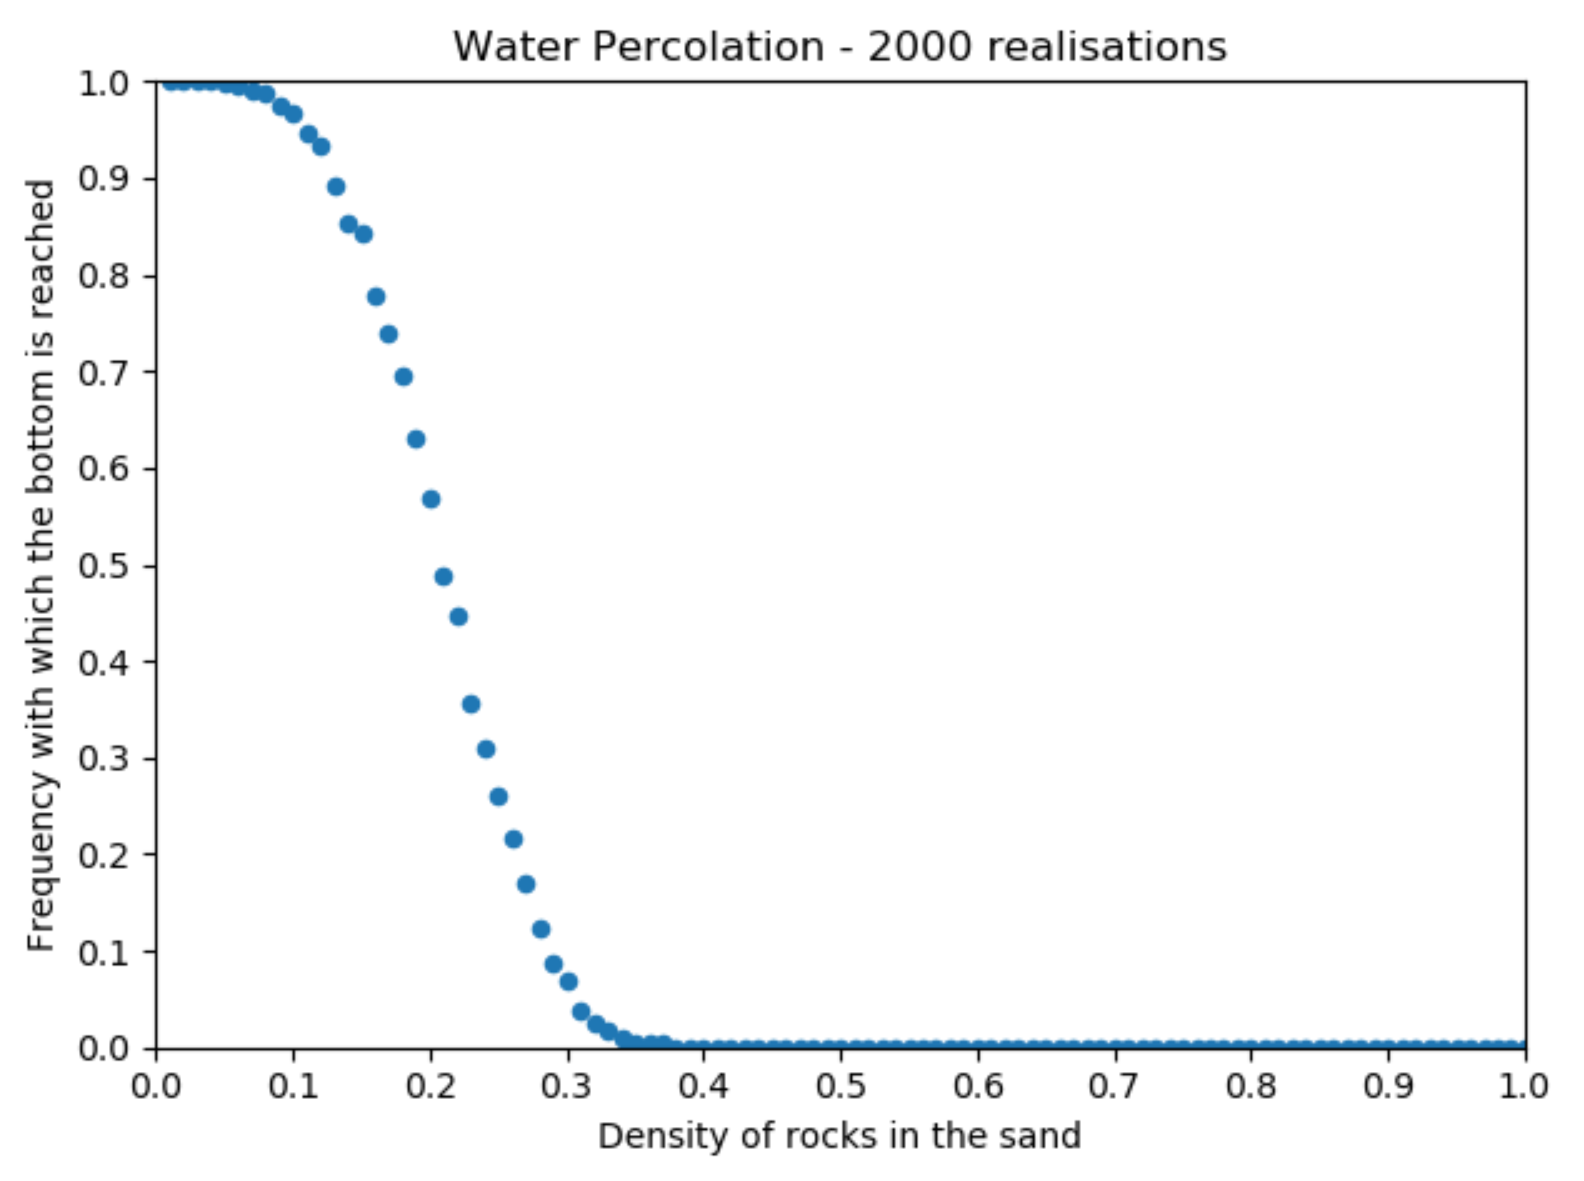 Water Percolation - 2000 realisations
1.0
0.9
0.8
0.7
0.6
0.5
0.4
0.3
0.2
0.1
0.0
Frequency with which the bottom is reached
0.0 0.1 0.2 0.3 0.4 0.5 0.6 0.7 0.8 0.9 1.0
Density of rocks in the sand